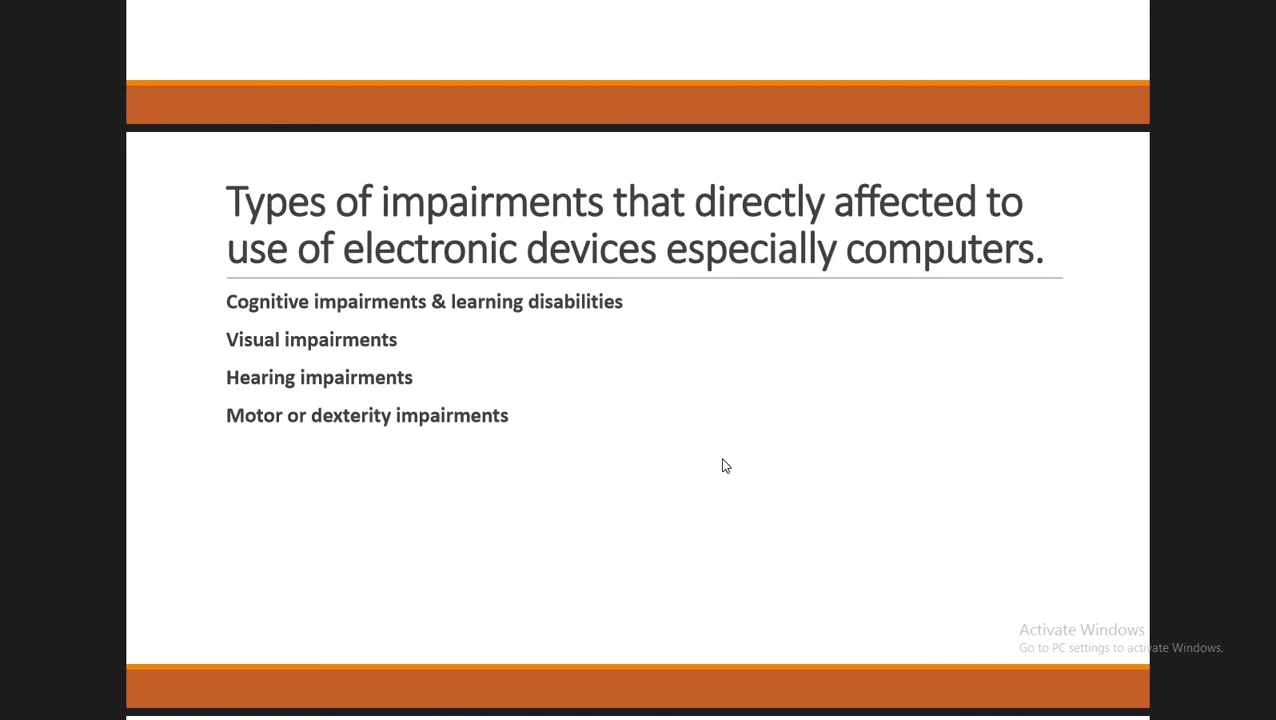 Types of impairments that directly affected to
use of electronic devices especially computers.
Cognitive impairments & learning disabilities
Visual impairments
Hearing impairments
Motor or dexterity impairments
Activate Windows
Go to PC settings to activate Windows.